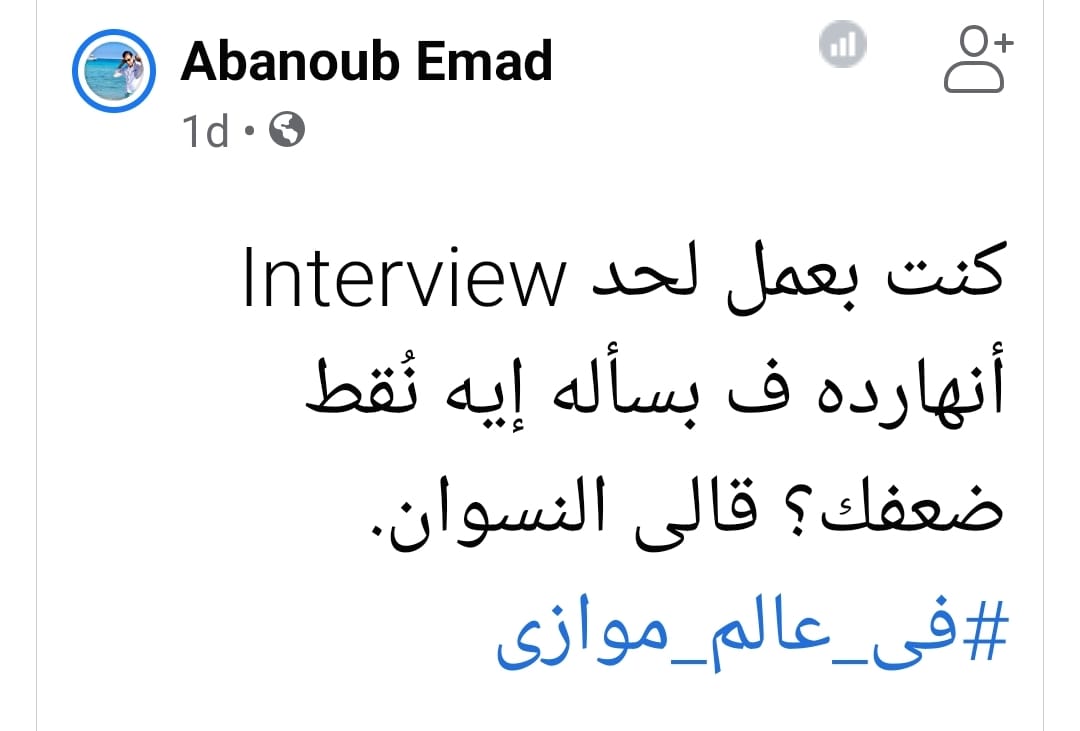 Abanoub Emad
1d •
كنت بعمل لحد Interview
أنهارده ف بسأله إيه نُقط
ضعفك؟ قالى النسوان.
#فى_عالم_موازى